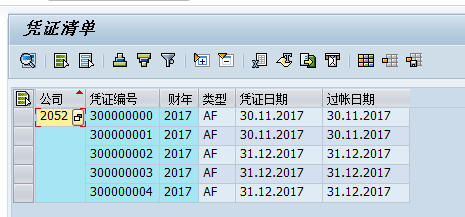 凭证清单
公司 凭证编号 财年 类型 凭证日期 过帐日期
2052 300000000 2017 AF 30.11.2017 30.11.2017
300000001 2017 AF 30.11.2017 30.11.2017
300000002 2017 AF 31.12.2017 31.12.2017
300000003 2017 AF 31.12.2017 31.12.2017
300000004 2017 AF 31.12.2017 31.12.2017